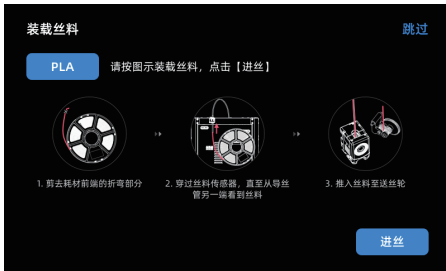 装载丝料
跳过
PLA
请按图示装载丝料，点击【进丝】
1. 剪去耗材前端的折弯部分
2. 穿过丝料传感器，直至从导丝
管另一端看到丝料
3. 推入丝料至送丝轮
进丝